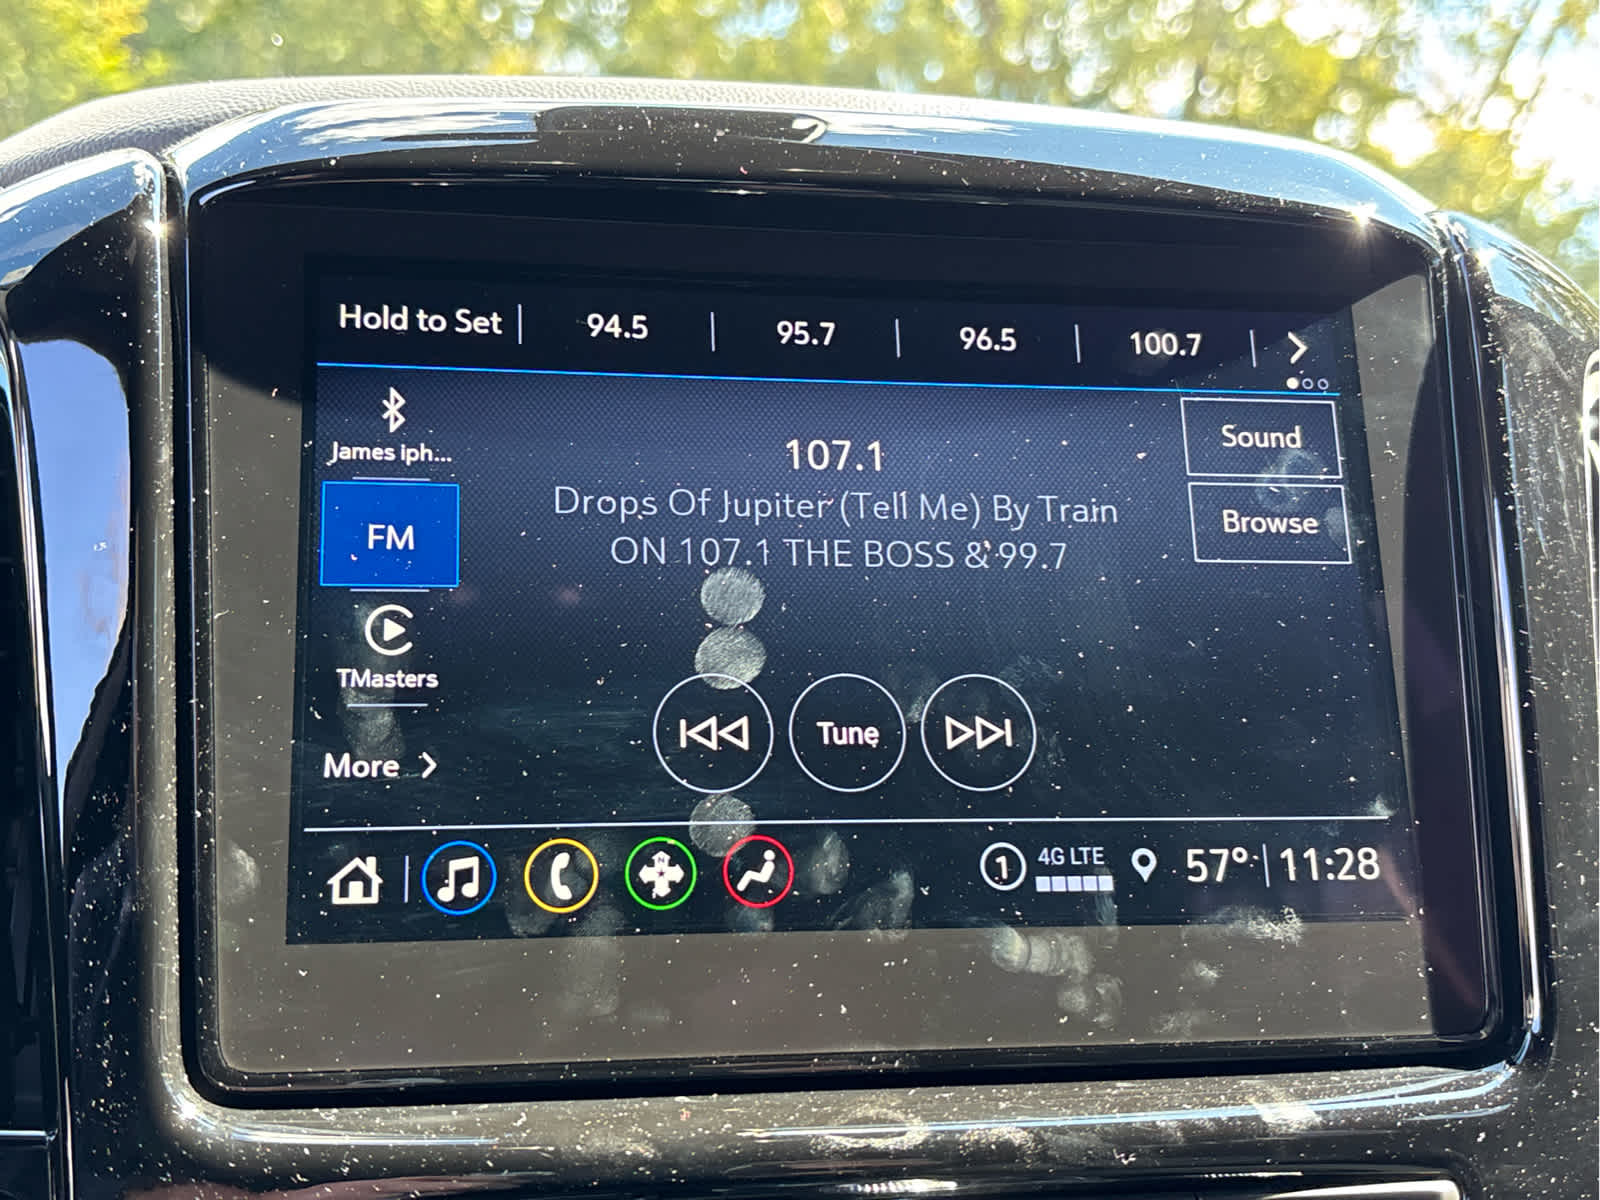 Hold to Set
94.5
95.7
96.5
100.7
James iph...
FM
TMasters
More
107.1
Drops Of Jupiter (Tell Me) By Train
ON 107.1 THE BOSS & 99.7
Sound
Browse
Tune
N
1
4G LTE
57°
11:28